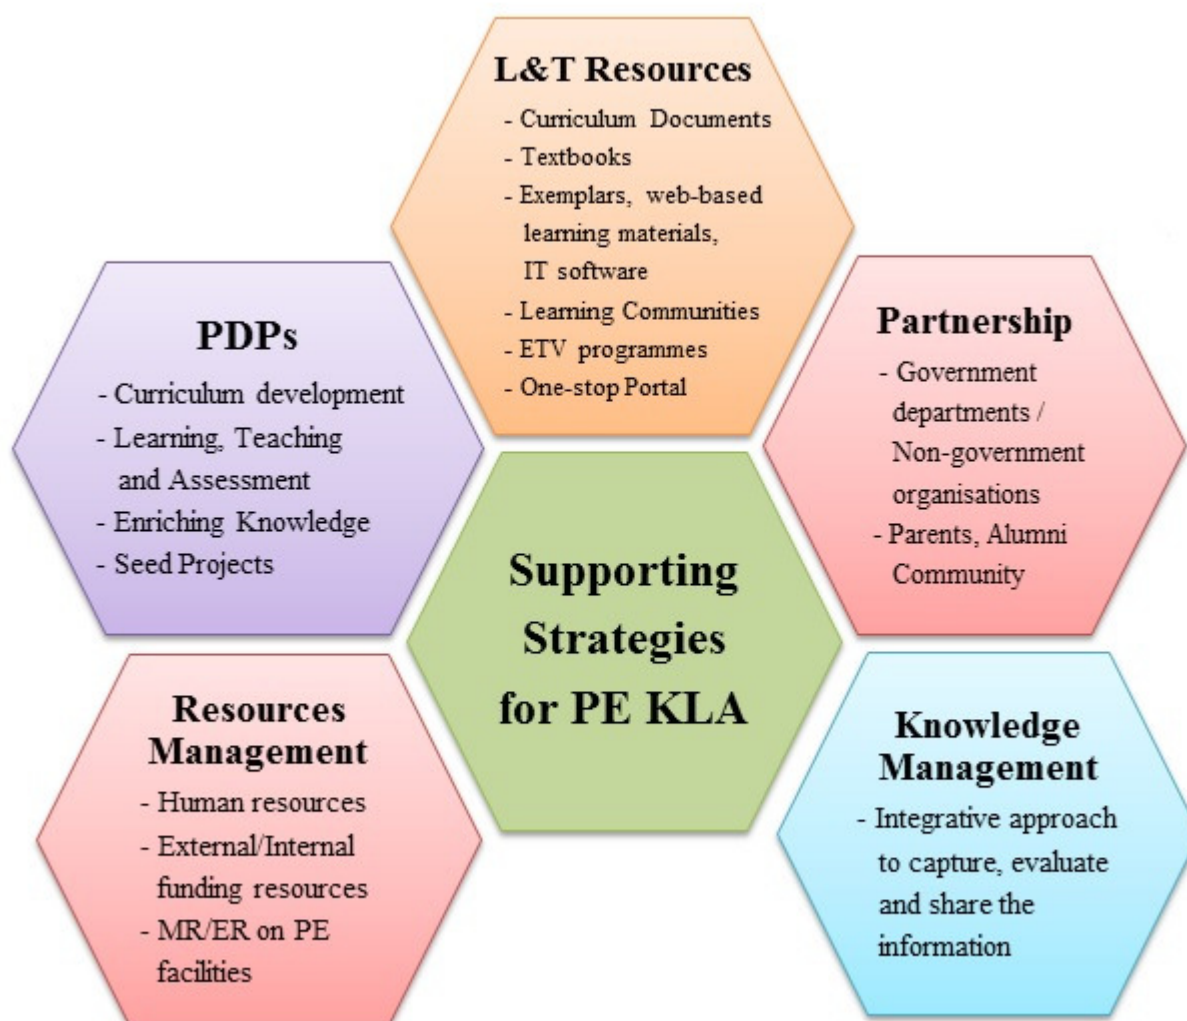 L&T Resources
- Curriculum Documents
- Textbooks
- Exemplars, web-based
learning materials,
IT software
- Learning Communities
- ETV programmes
- One-stop Portal
PDPs
- Curriculum development
- Learning, Teaching
and Assessment
- Enriching Knowledge
- Seed Projects
Partnership
- Government
departments /
Non-government
organisations
- Parents, Alumni
Community
Supporting
Strategies
for PE KLA
Resources
Management
- Human resources
- External/Internal
funding resources
- MR/ER on PE
facilities
Knowledge
Management
- Integrative approach
to capture, evaluate
and share the
information